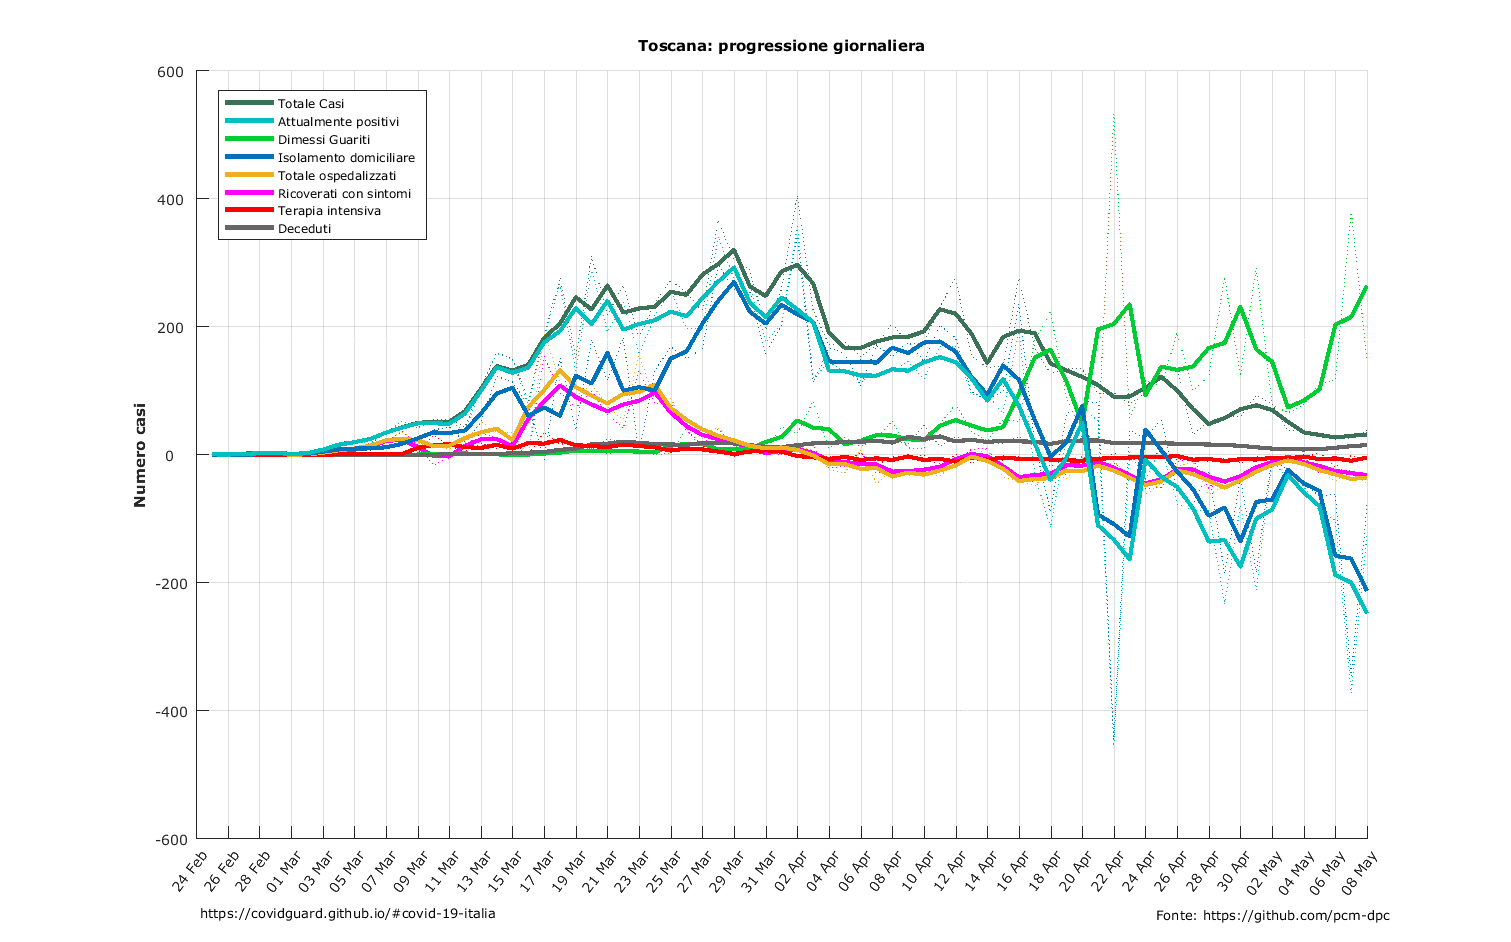 Toscana: progressione giornaliera
600
400
200
0
-200
-400
-600
Numero casi
Totale Casi
Attualmente positivi
Dimessi Guariti
Isolamento domiciliare
Totale ospedalizzati
Ricoverati con sintomi
Terapia intensiva
Deceduti
24 Feb
26 Feb
28 Feb
01 Mar
03 Mar
05 Mar
07 Mar
09 Mar
11 Mar
13 Mar
15 Mar
17 Mar
19 Mar
21 Mar
23 Mar
25 Mar
27 Mar
29 Mar
31 Mar
02 Apr
04 Apr
06 Apr
08 Apr
10 Apr
12 Apr
14 Apr
16 Apr
18 Apr
20 Apr
22 Apr
24 Apr
26 Apr
28 Apr
30 Apr
02 May
04 May
06 May
08 May
https://covidguard.github.io/#covid-19-italia
Fonte: https://github.com/pcm-dpc